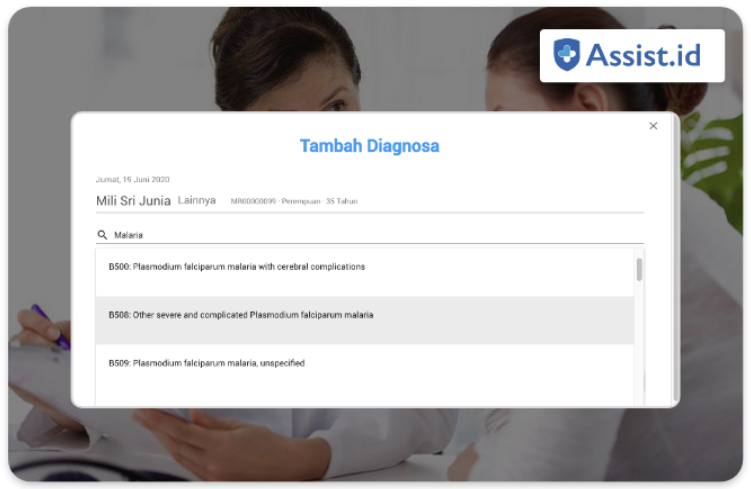 Assist.id
Tambah Diagnosa
Jumat, 19 Juni 2020
Mili Sri Junia Lainnya MR00000099 · Perempuan · 35 Tahun
Malaria
B500: Plasmodium falciparum malaria with cerebral complications
B508: Other severe and complicated Plasmodium falciparum malaria
B509: Plasmodium falciparum malaria, unspecified